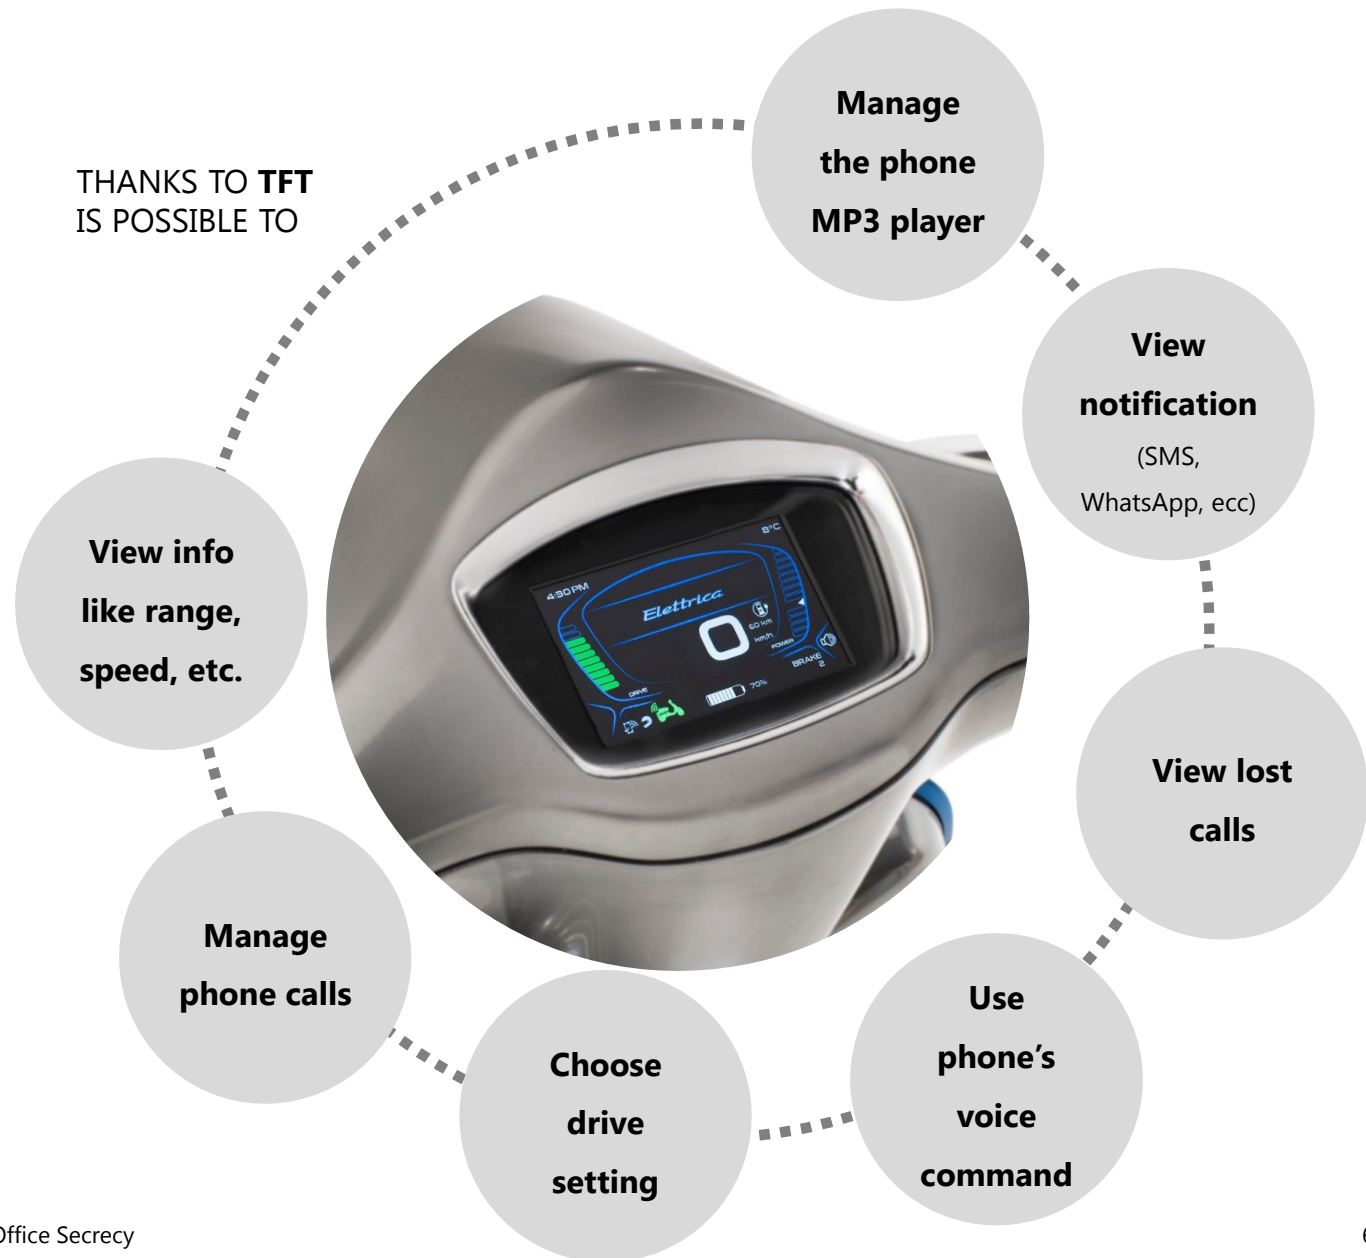 THANKS TO TFT
IS POSSIBLE TO
Manage
the phone
MP3 player
View
notification
(SMS,
WhatsApp, ecc)
View lost
calls
Use
phone’s
voice
command
Choose
drive
setting
Manage
phone calls
View info
like range,
speed, etc.
8°C
4:30 PM
Elettrica
0
60 km
km/h
POWER
BRAKE
2
DRIVE
70%
Office Secrecy